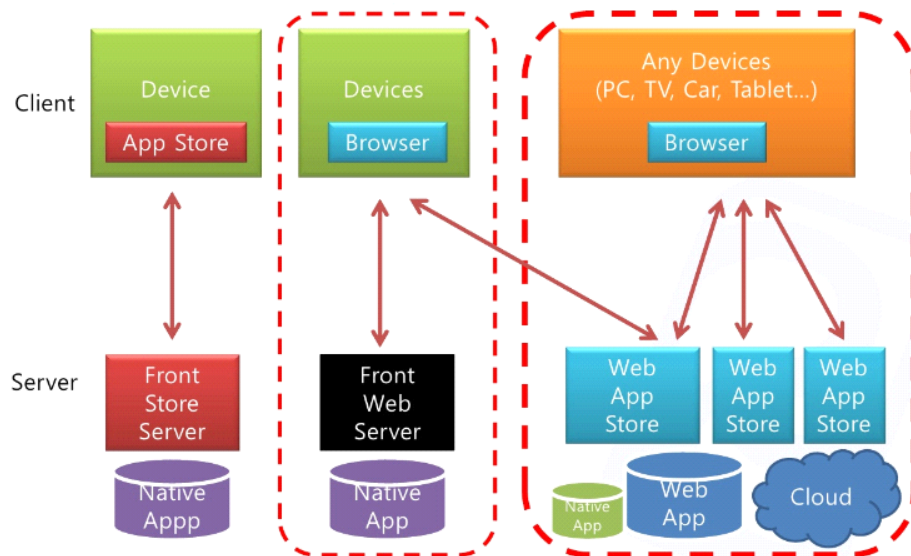 Client
Device
App Store
Devices
Browser
Any Devices
(PC, TV, Car, Tablet...)
Browser
Server
Front
Store
Server
Front
Web
Server
Web
App
Store
Web
App
Store
Web
App
Store
Native
Appp
Native
App
Native
App
Web
App
Cloud